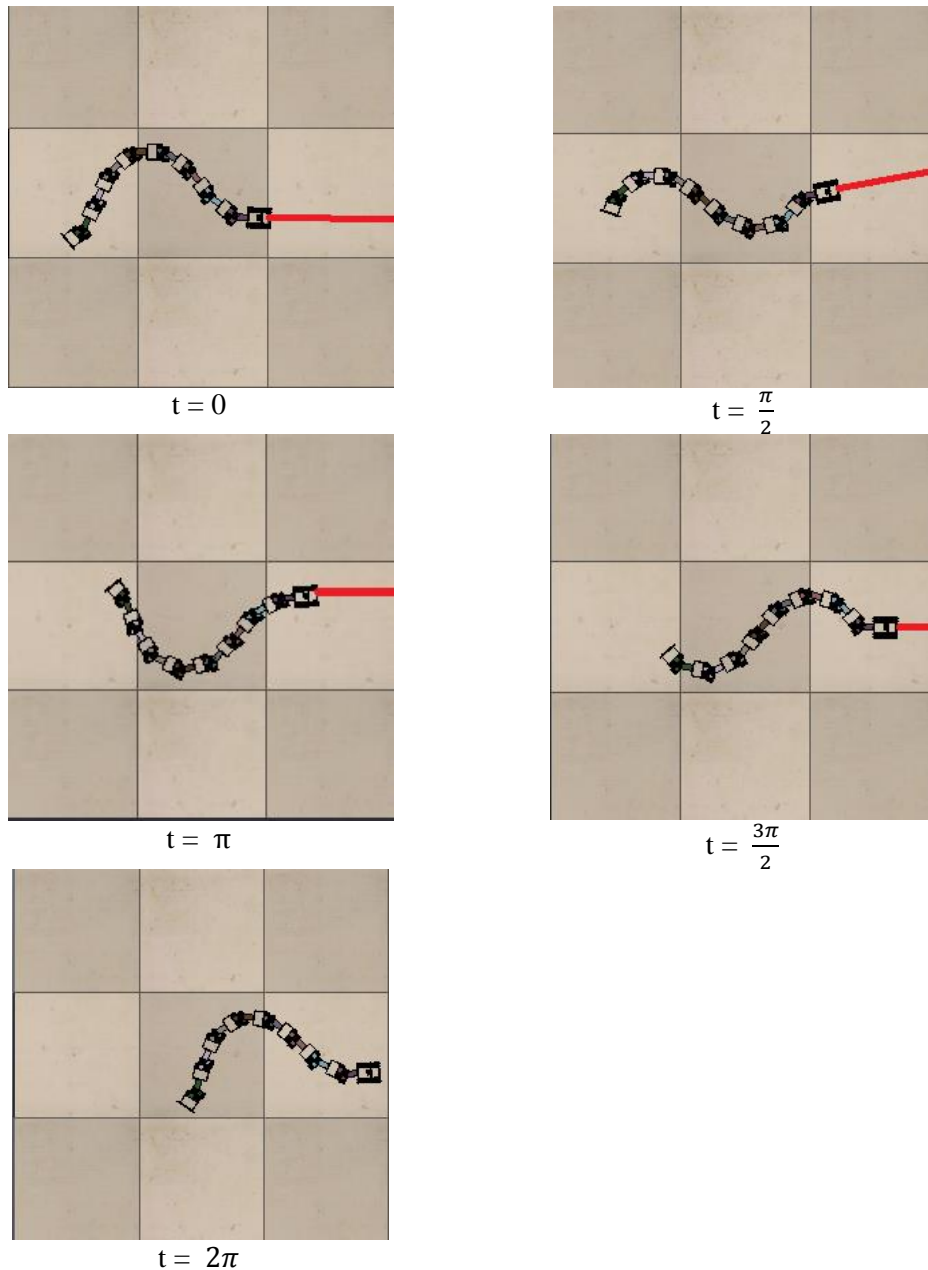 t = 0
t = π/2
t = π
t = 3π/2
t = 2π